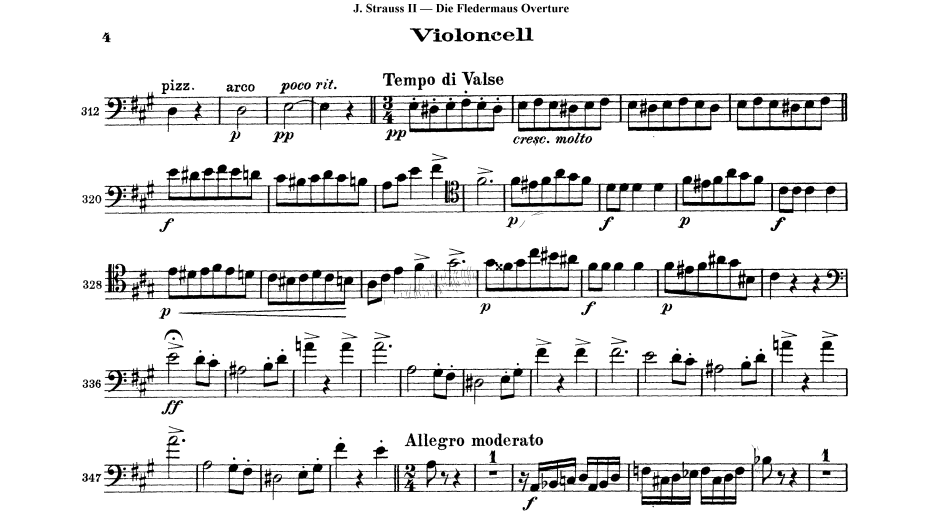 J. Strauss II — Die Fledermaus Overture
4
Violoncell
pizz. arco poco rit. Tempo di Valse
312
p pp pp cresc. molto
320
f p f p f
328
p p f p
336
ff
Allegro moderato
347
1 1
f